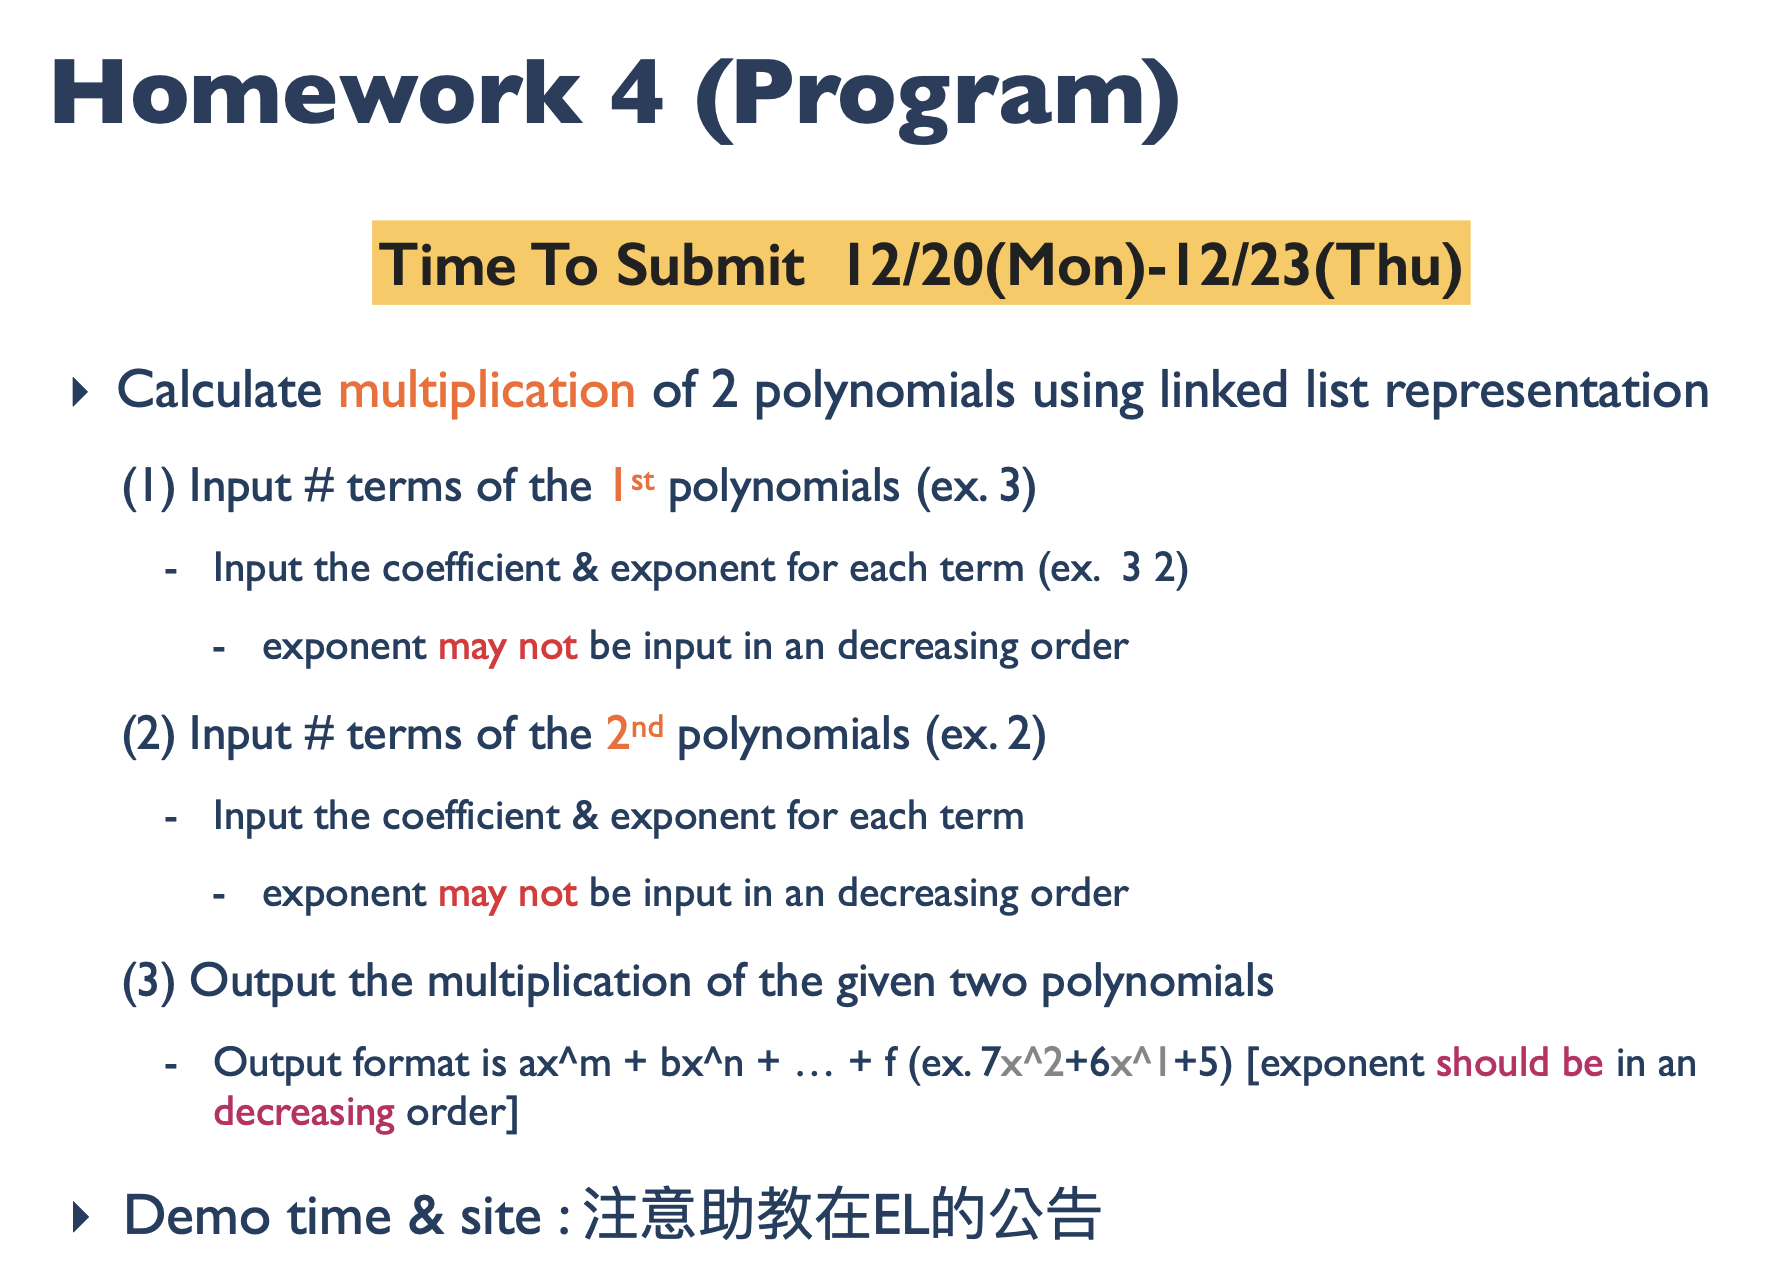 Homework 4 (Program)
Time To Submit 12/20(Mon)-12/23(Thu)
Calculate multiplication of 2 polynomials using linked list representation
(1) Input # terms of the 1st polynomials (ex. 3)
- Input the coefficient & exponent for each term (ex. 3 2)
- exponent may not be input in an decreasing order
(2) Input # terms of the 2nd polynomials (ex. 2)
- Input the coefficient & exponent for each term
- exponent may not be input in an decreasing order
(3) Output the multiplication of the given two polynomials
- Output format is ax^m + bx^n + … + f (ex. 7x^2+6x^1+5) [exponent should be in an
decreasing order]
Demo time & site : 注意助教在EL的公告